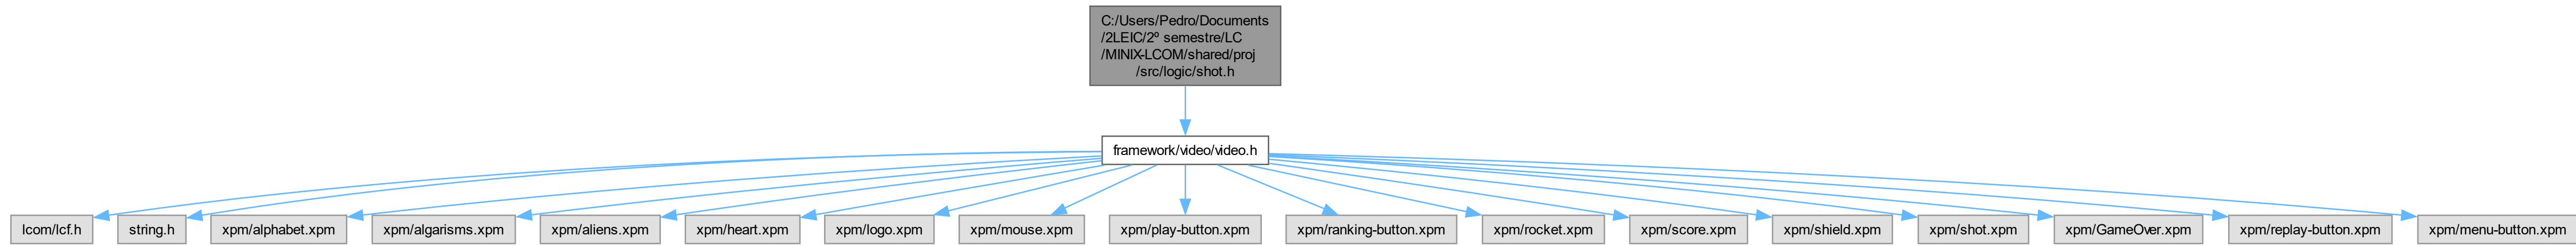 C:/Users/Pedro/Documents
/2LEIC/2º semestre/LC
/MINIX-LCOM/shared/proj
/src/logic/shot.h
framework/video/video.h
lcom/lcf.h
string.h
xpm/alphabet.xpm
xpm/algarisms.xpm
xpm/aliens.xpm
xpm/heart.xpm
xpm/logo.xpm
xpm/mouse.xpm
xpm/play-button.xpm
xpm/ranking-button.xpm
xpm/rocket.xpm
xpm/score.xpm
xpm/shield.xpm
xpm/shot.xpm
xpm/GameOver.xpm
xpm/replay-button.xpm
xpm/menu-button.xpm